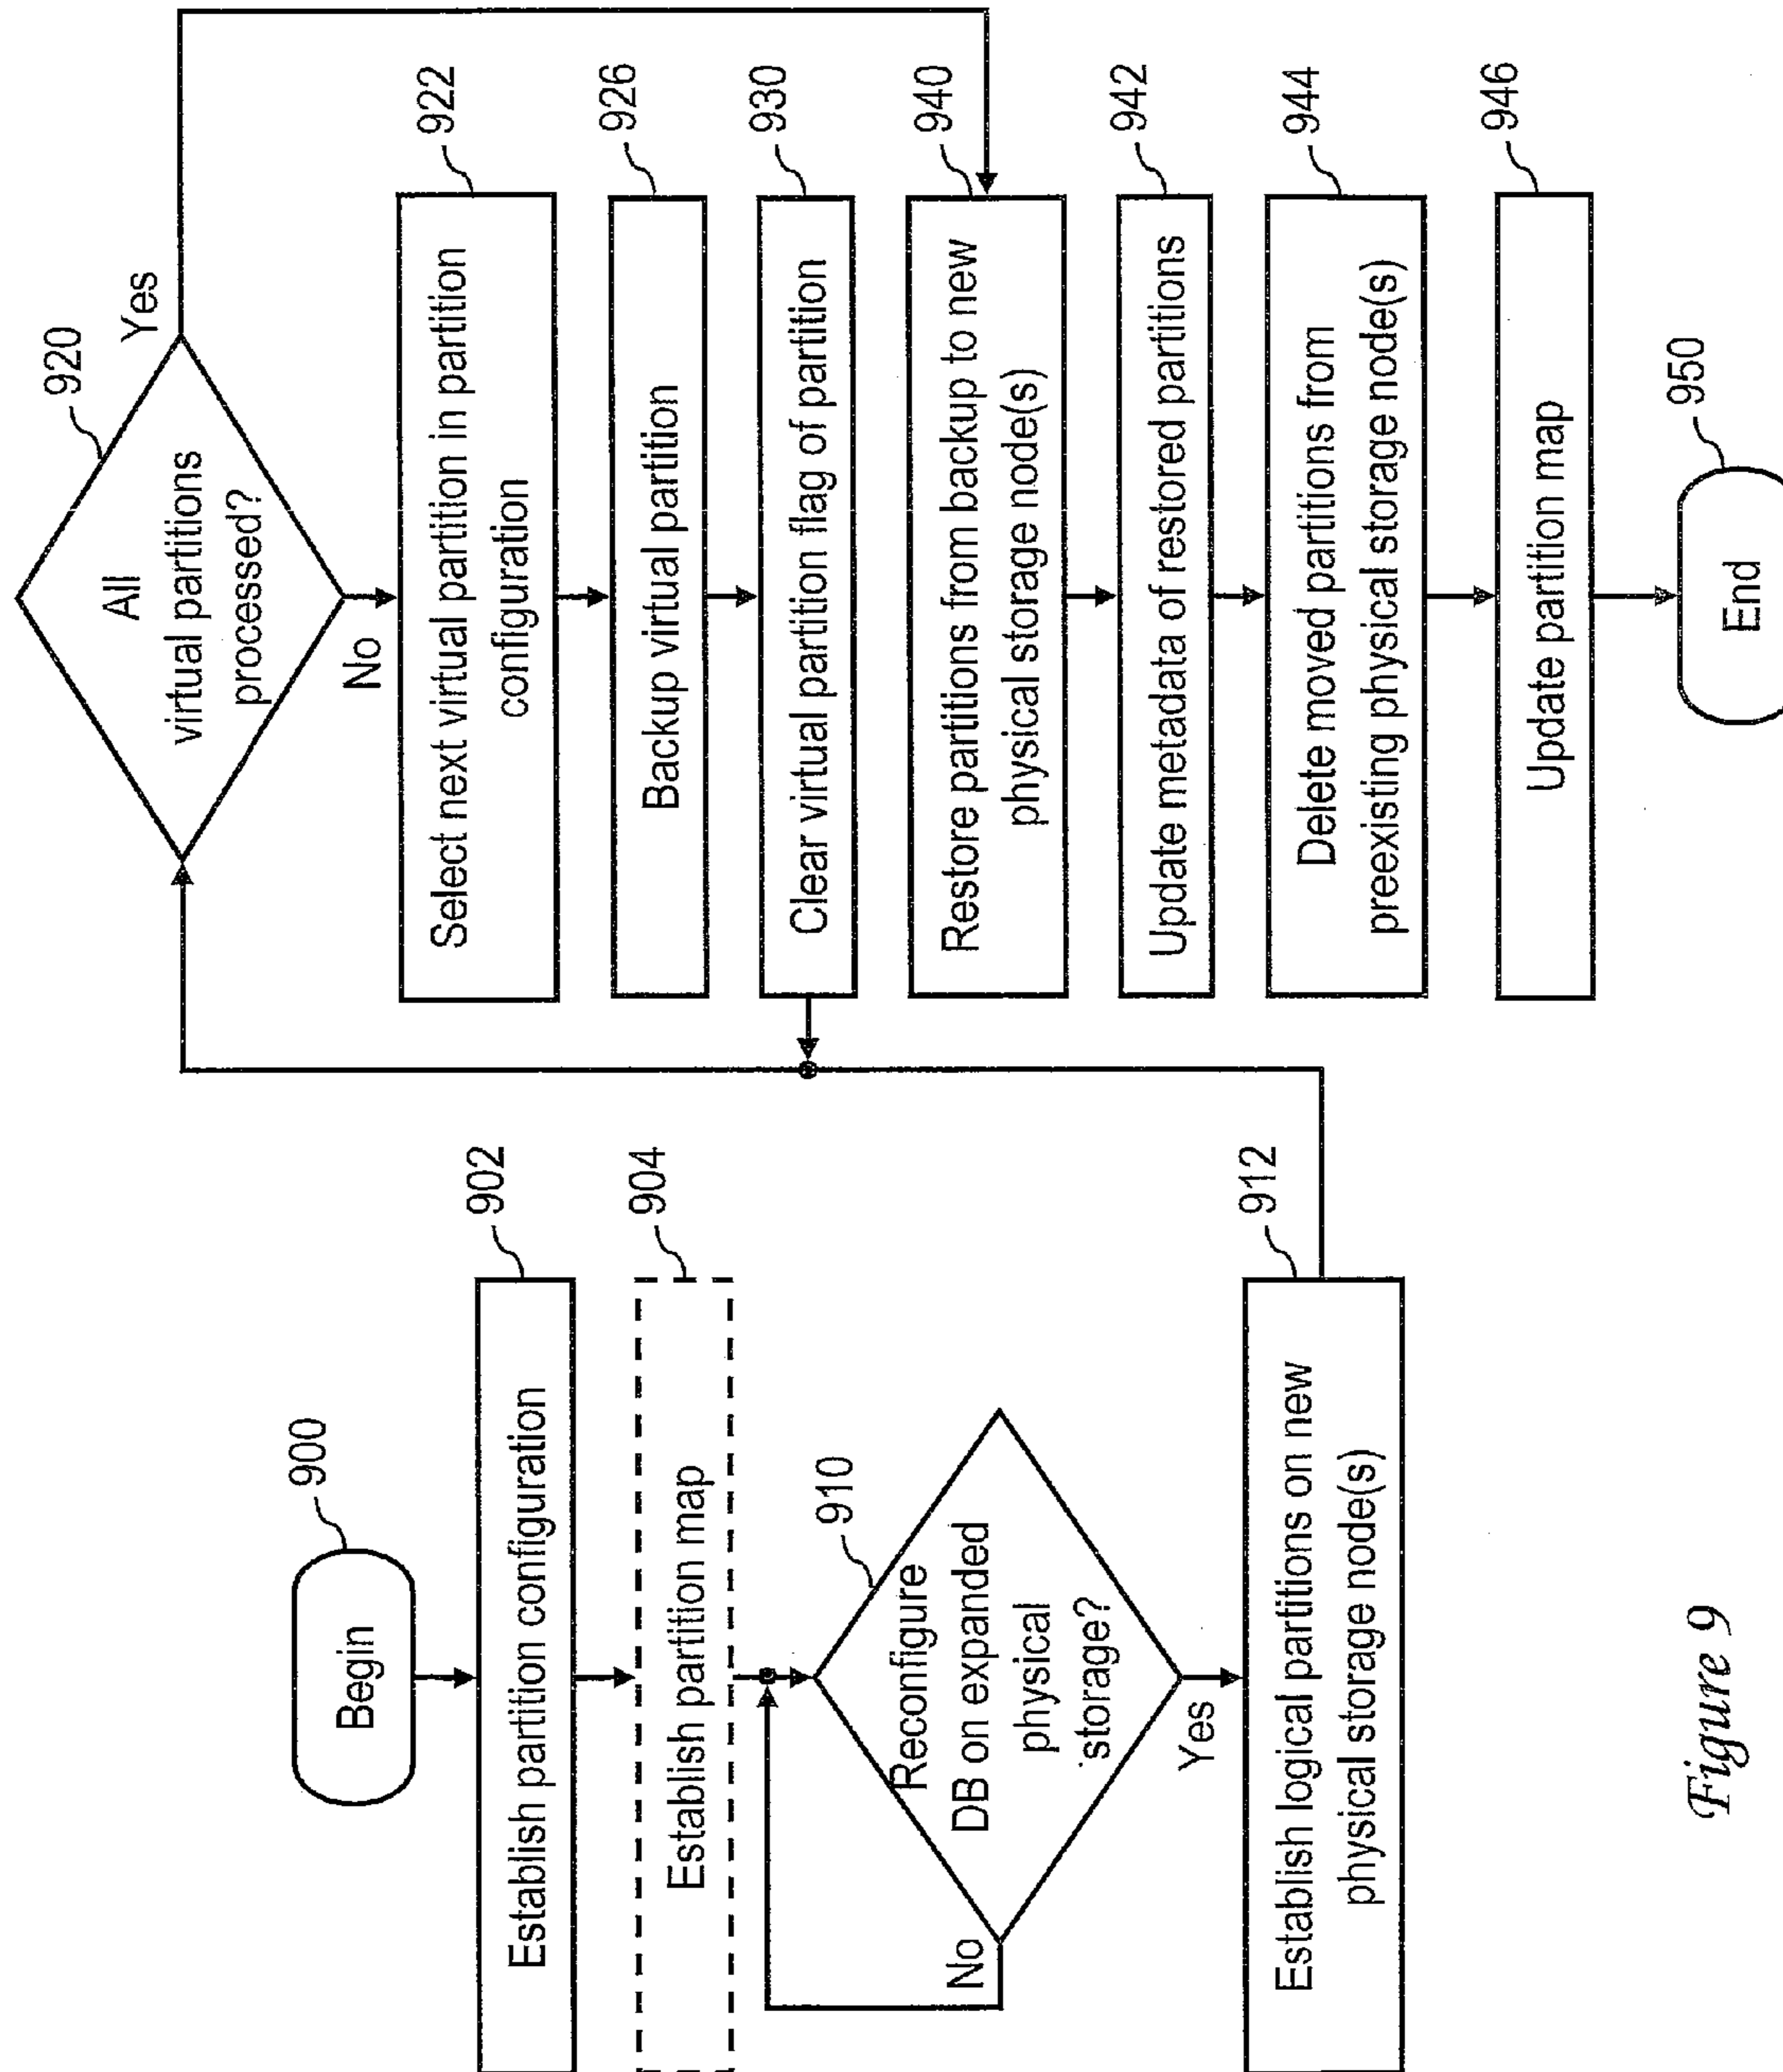 900
Begin
902
Establish partition configuration
904
Establish partition map
910
Reconfigure
DB on expanded
physical
storage?
No
Yes
912
Establish logical partitions on new
physical storage node(s)
920
All
virtual partitions
processed?
Yes
No
922
Select next virtual partition in partition
configuration
926
Backup virtual partition
930
Clear virtual partition flag of partition
940
Restore partitions from backup to new
physical storage node(s)
942
Update metadata of restored partitions
944
Delete moved partitions from
preexisting physical storage node(s)
946
Update partition map
950
End
Figure 9